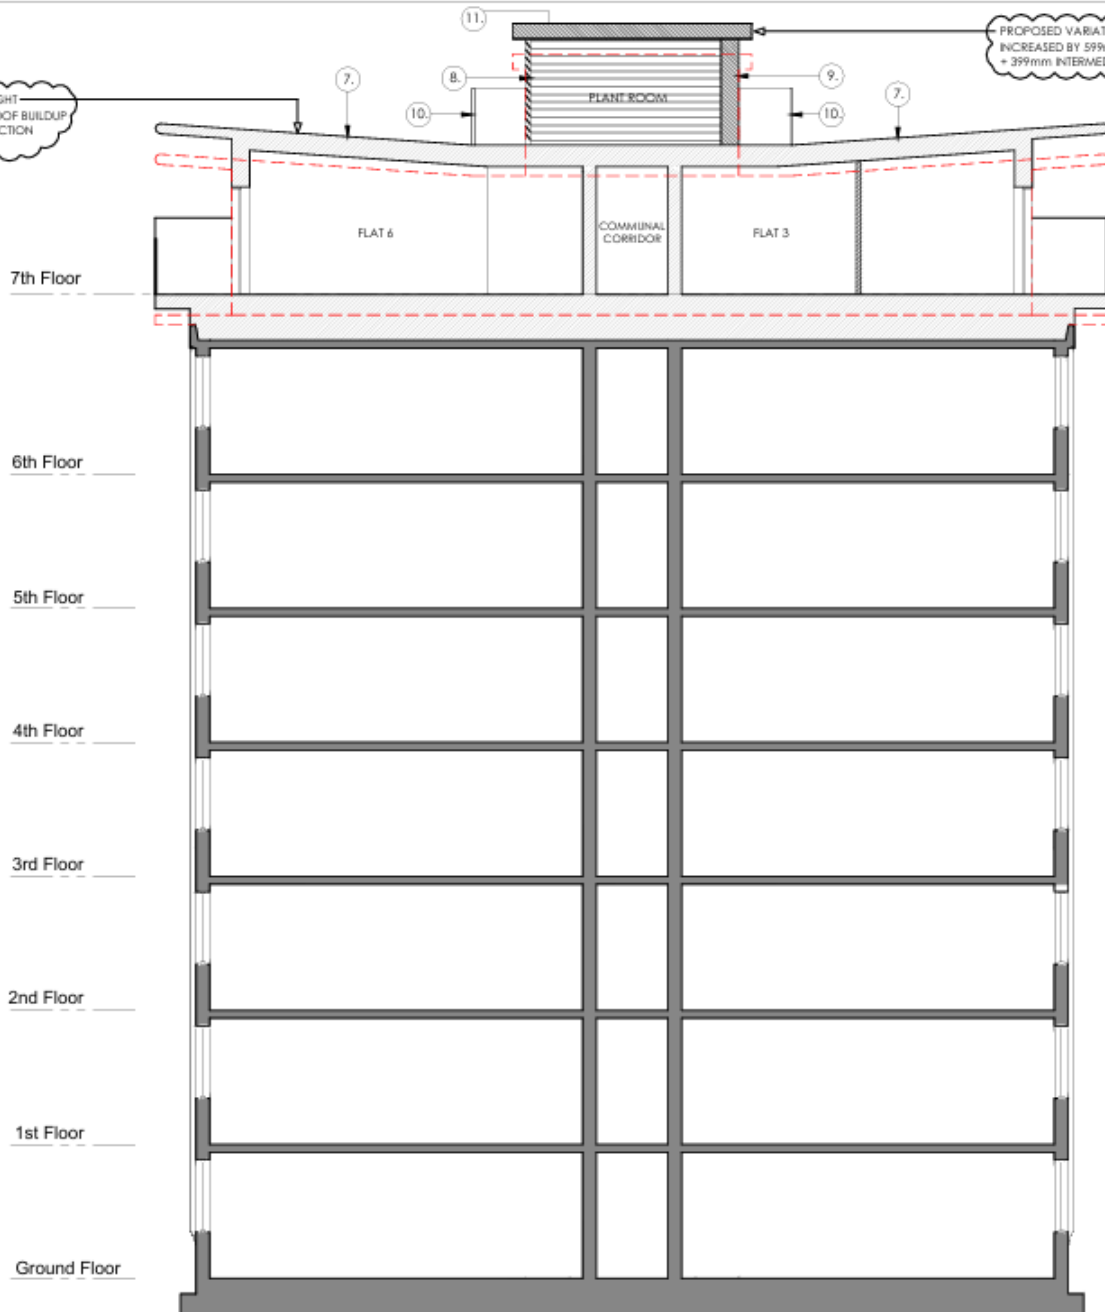 11.
PROPOSED VARIAT
INCREASED BY 599
+ 399mm INTERMED
7.
8.
9.
7.
GHT
OOF BUILDUP
CTION
10.
PLANT ROOM
10.
FLAT 6
COMMUNAL
CORRIDOR
FLAT 3
7th Floor
6th Floor
5th Floor
4th Floor
3rd Floor
2nd Floor
1st Floor
Ground Floor